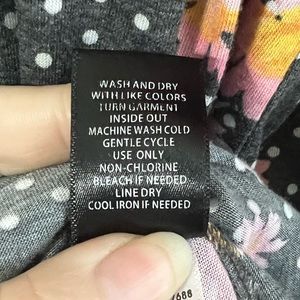 WASH AND DRY
WITH LIKE COLORS
TURN GARMENT
INSIDE OUT
MACHINE WASH COLD
GENTLE CYCLE
USE ONLY
NON-CHLORINE
BLEACH IF NEEDED
LINE DRY
COOL IRON IF NEEDED
7688